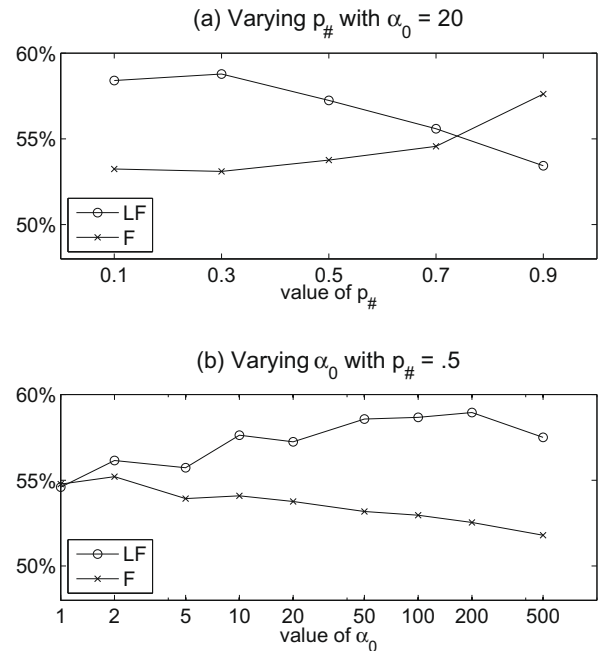 (a) Varying p# with α0 = 20
60%
55%
50%
LF
F
0.1 0.3 0.5 0.7 0.9
value of p#
(b) Varying α0 with p# = .5
60%
55%
50%
LF
F
1 2 5 10 20 50 100 200 500
value of α0